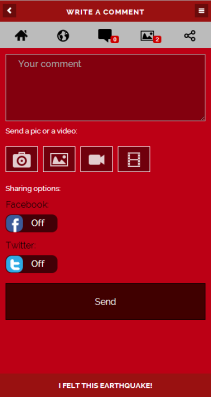 WRITE A COMMENT
0
2
Your comment
Send a pic or a video:
Sharing options:
Facebook:
Off
Twitter:
Off
Send
I FELT THIS EARTHQUAKE!